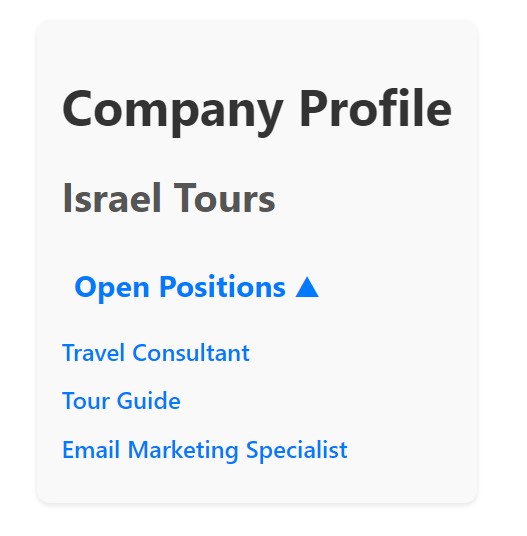 Company Profile
Israel Tours
Open Positions ▲
Travel Consultant
Tour Guide
Email Marketing Specialist